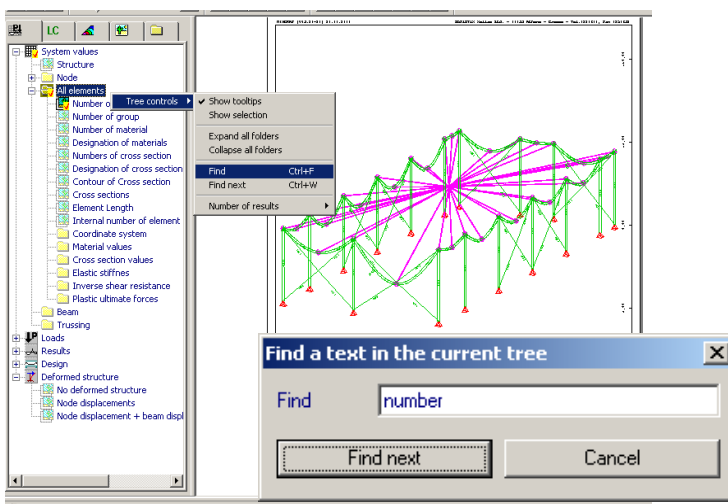 LC
System values
Structure
Node
All elements
Number o
Number of group
Number of material
Designation of materials
Numbers of cross section
Designation of cross section
Contour of Cross section
Cross sections
Element Length
Internal number of element
Coordinate system
Material values
Cross section values
Elastic stiffnes
Inverse shear resistance
Plastic ultimate forces
Beam
Trussing
Loads
Results
Design
Deformed structure
No deformed structure
Node displacements
Node displacement + beam displ
Tree controls
Show tooltips
Show selection
Expand all folders
Collapse all folders
Find Ctrl+F
Find next Ctrl+W
Number of results
Find a text in the current tree
Find number
Find next Cancel